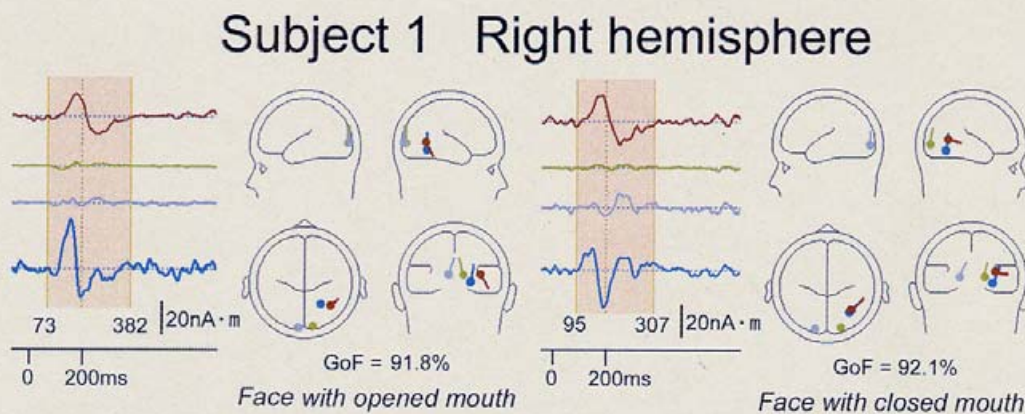 Subject 1 Right hemisphere
73 382 20nA·m
0 200ms
GoF = 91.8%
Face with opened mouth
95 307 20nA·m
0 200ms
GoF = 92.1%
Face with closed mouth